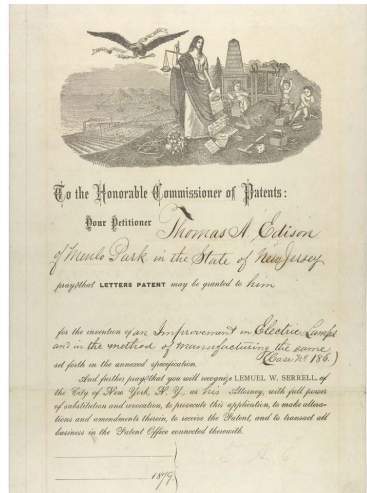 To the Honorable Commissioner of Patents:
Your Petitioner Thomas A. Edison
of Menlo Park in the State of New Jersey
prays that LETTERS PATENT may be granted to him
for the invention of an Improvement in Electric Lamps
and in the method of manufacturing the same
(Case No 186.)
set forth in the annexed specification.
And further prays that you will recognize LEMUEL W. SERRELL, of
the City of New York, N. Y., as his Attorney, with full power
of substitution and revocation, to prosecute this application, to make altera-
tions and amendments therein, to receive the Patent, and to transact all
business in the Patent Office connected therewith.
1879